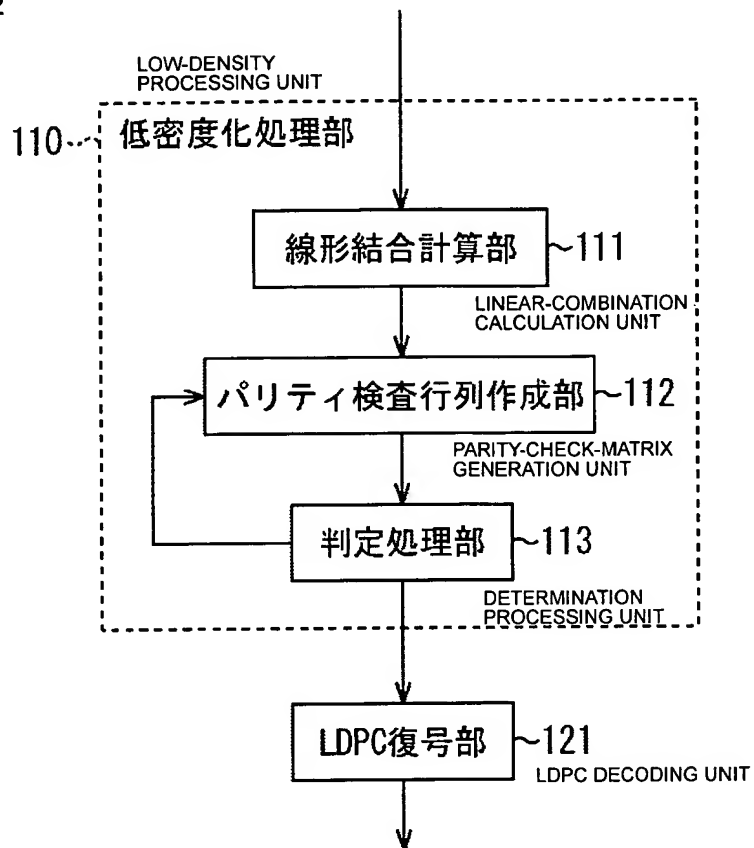 2
LOW-DENSITY
PROCESSING UNIT
110 低密度化処理部
線形結合計算部 ~111
LINEAR-COMBINATION
CALCULATION UNIT
パリティ検査行列作成部 ~112
PARITY-CHECK-MATRIX
GENERATION UNIT
判定処理部 ~113
DETERMINATION
PROCESSING UNIT
LDPC復号部 ~121
LDPC DECODING UNIT